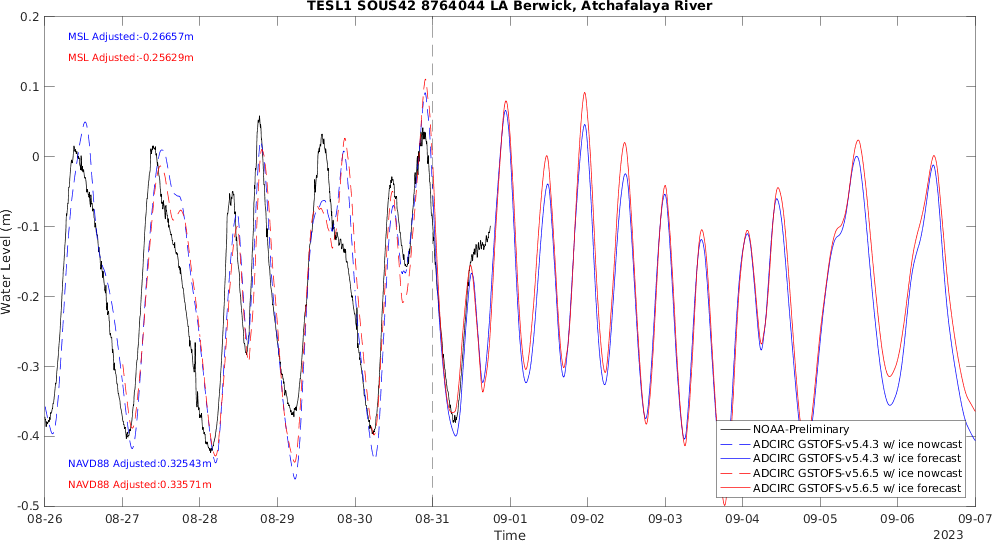 TESL1 SOUS42 8764044 LA Berwick, Atchafalaya River
MSL Adjusted:-0.26657m
MSL Adjusted:-0.25629m
NAVD88 Adjusted:0.32543m
NAVD88 Adjusted:0.33571m
Water Level (m)
0.2
0.1
0
-0.1
-0.2
-0.3
-0.4
-0.5
NOAA-Preliminary
ADCIRC GSTOFS-v5.4.3 w/ ice nowcast
ADCIRC GSTOFS-v5.4.3 w/ ice forecast
ADCIRC GSTOFS-v5.6.5 w/ ice nowcast
ADCIRC GSTOFS-v5.6.5 w/ ice forecast
08-26 08-27 08-28 08-29 08-30 08-31 09-01 09-02 09-03 09-04 09-05 09-06 09-07
Time
2023